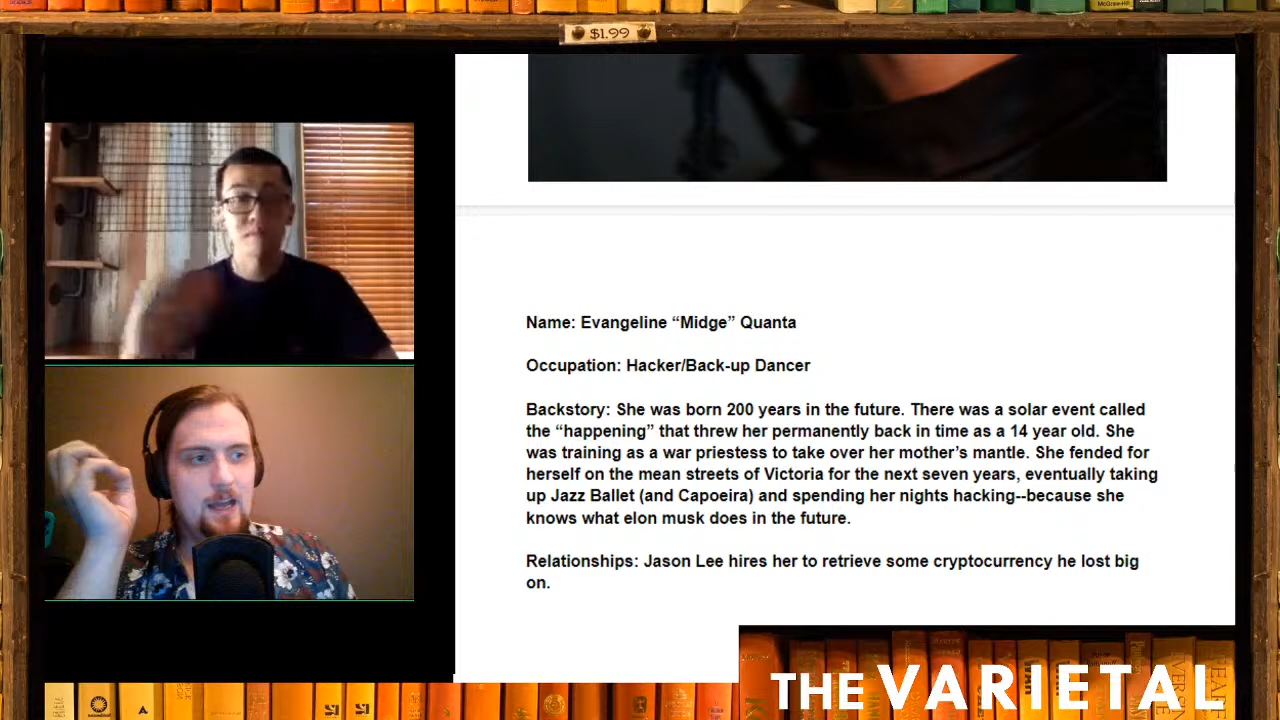 McGraw-Hill
$1.99
Name: Evangeline “Midge” Quanta
Occupation: Hacker/Back-up Dancer
Backstory: She was born 200 years in the future. There was a solar event called
the “happening” that threw her permanently back in time as a 14 year old. She
was training as a war priestess to take over her mother’s mantle. She fended for
herself on the mean streets of Victoria for the next seven years, eventually taking
up Jazz Ballet (and Capoeira) and spending her nights hacking--because she
knows what elon musk does in the future.
Relationships: Jason Lee hires her to retrieve some cryptocurrency he lost big
on.
THE VARIETAL